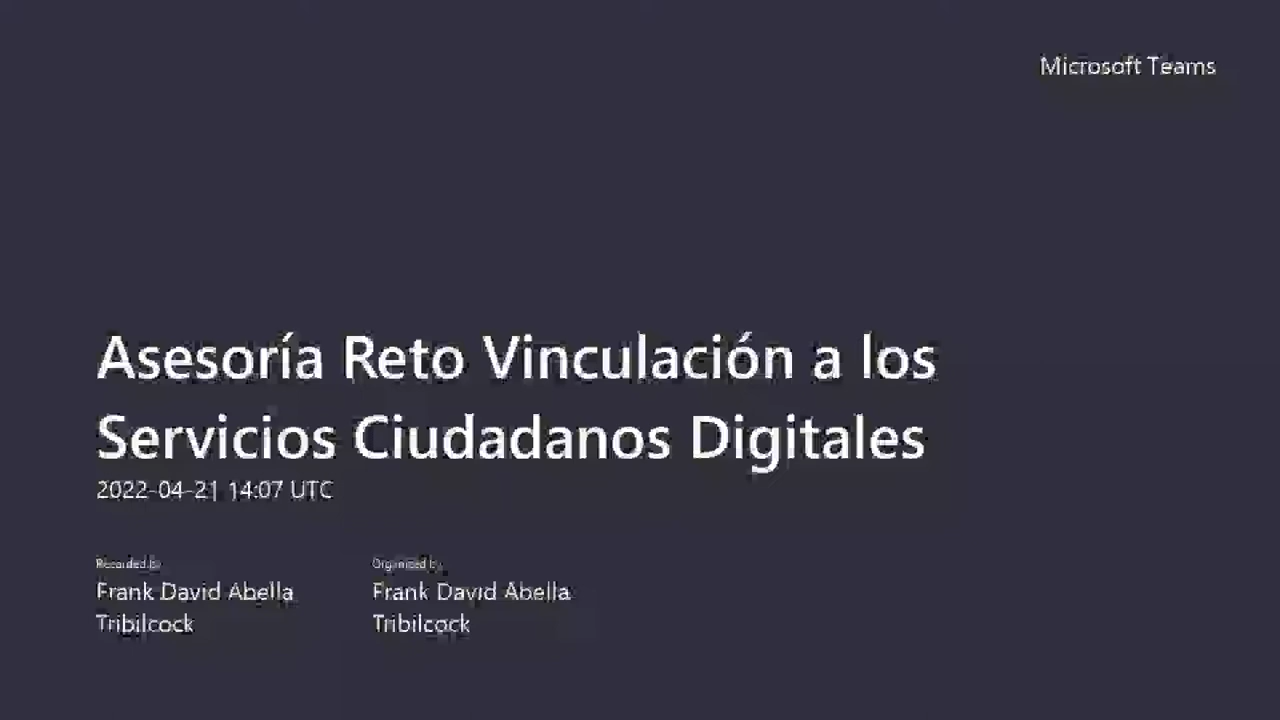 Microsoft Teams
Asesoría Reto Vinculación a los
Servicios Ciudadanos Digitales
2022-04-21 14:07 UTC
Recorded by
Organized by
Frank David Abella
Tribilcock
Frank David Abella
Tribilcock